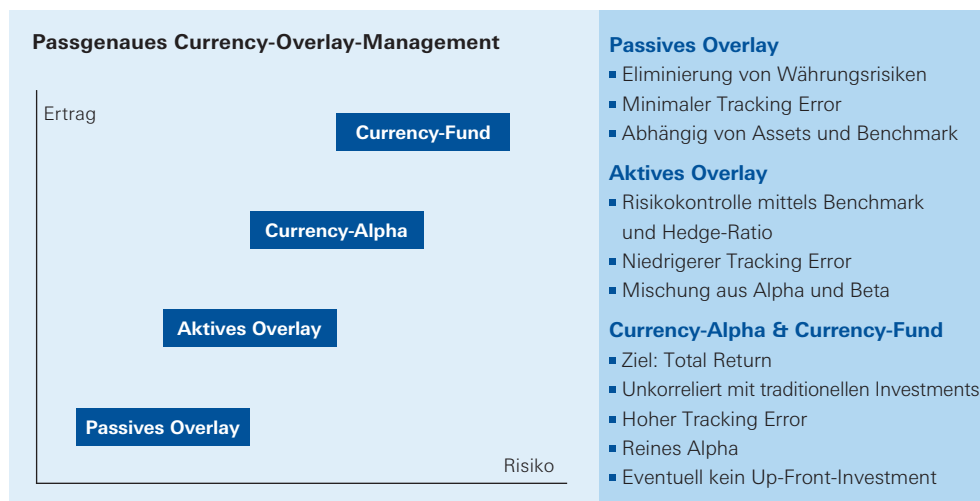 Passgenaues Currency-Overlay-Management
Ertrag
Currency-Fund
Currency-Alpha
Aktives Overlay
Passives Overlay
Risiko
Passives Overlay
▪ Eliminierung von Währungsrisiken
▪ Minimaler Tracking Error
▪ Abhängig von Assets und Benchmark
Aktives Overlay
▪ Risikokontrolle mittels Benchmark
und Hedge-Ratio
▪ Niedrigerer Tracking Error
▪ Mischung aus Alpha und Beta
Currency-Alpha & Currency-Fund
▪ Ziel: Total Return
▪ Unkorreliert mit traditionellen Investments
▪ Hoher Tracking Error
▪ Reines Alpha
▪ Eventuell kein Up-Front-Investment